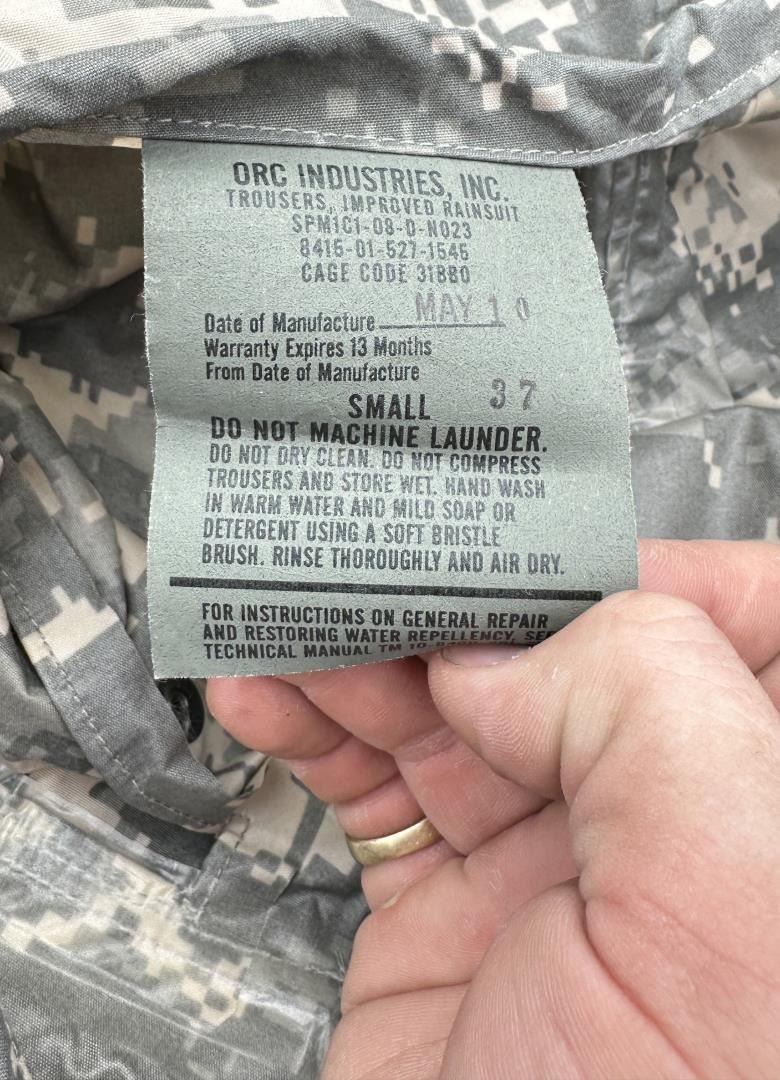 ORC INDUSTRIES, INC.
TROUSERS, IMPROVED RAINSUIT
SPM1C1-08-D-N023
8415-01-527-1545
CAGE CODE 31BB0
Date of Manufacture MAY 10
Warranty Expires 13 Months
From Date of Manufacture
37
SMALL
DO NOT MACHINE LAUNDER.
DO NOT DRY CLEAN. DO NOT COMPRESS
TROUSERS AND STORE WET. HAND WASH
IN WARM WATER AND MILD SOAP OR
DETERGENT USING A SOFT BRISTLE
BRUSH. RINSE THOROUGHLY AND AIR DRY.
FOR INSTRUCTIONS ON GENERAL REPAIR
AND RESTORING WATER REPELLENCY, SEE
TECHNICAL MANUAL TM